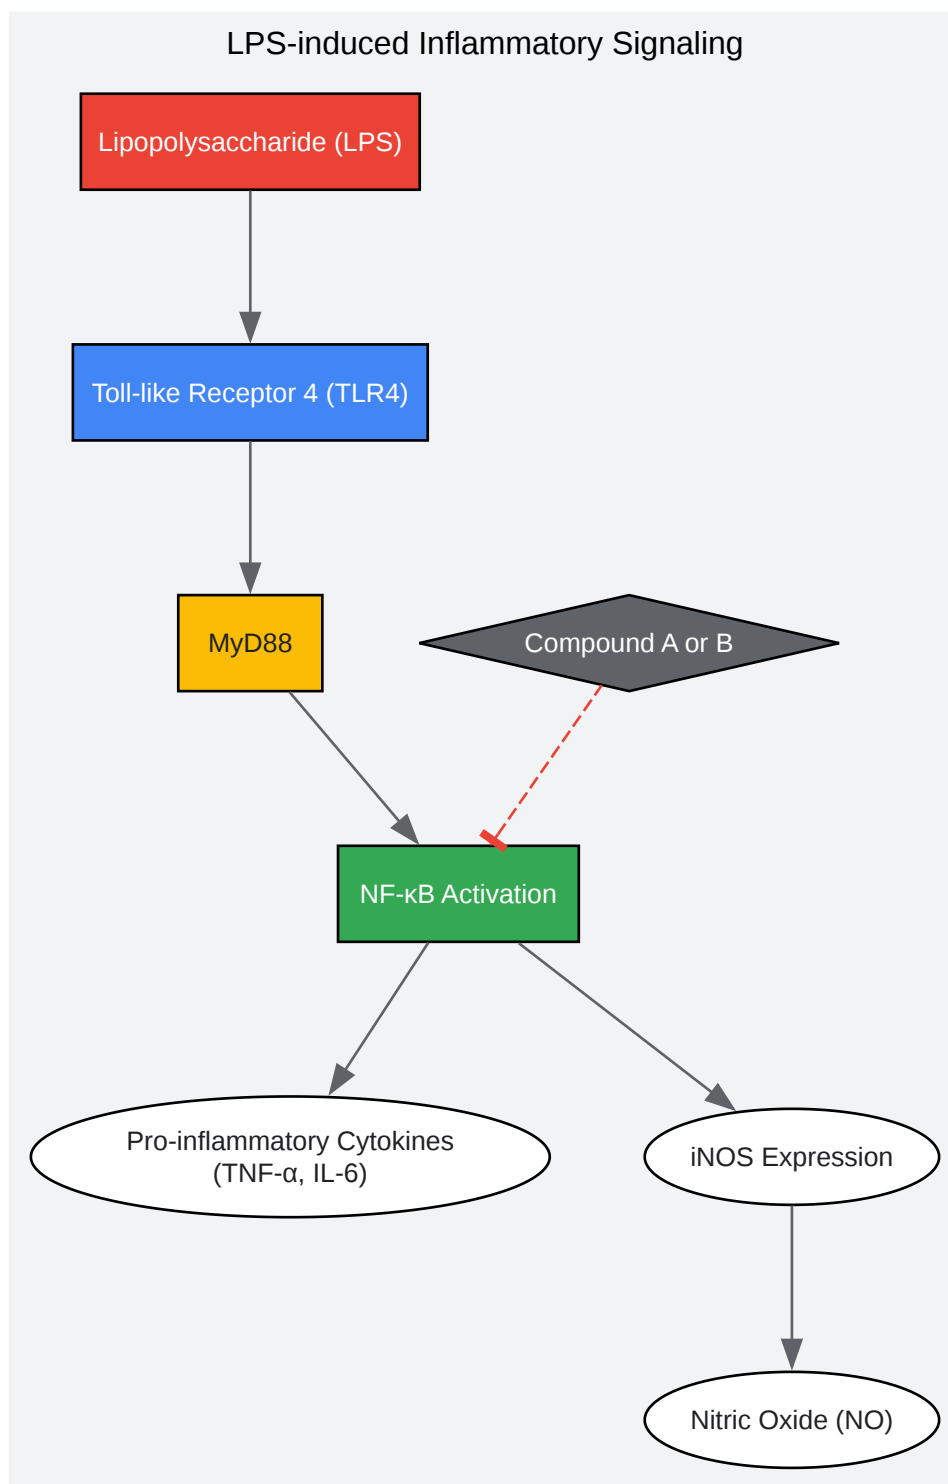 LPS-induced Inflammatory Signaling
Lipopolysaccharide (LPS)
Toll-like Receptor 4 (TLR4)
MyD88
Compound A or B
NF-κB Activation
Pro-inflammatory Cytokines
(TNF-α, IL-6)
iNOS Expression
Nitric Oxide (NO)